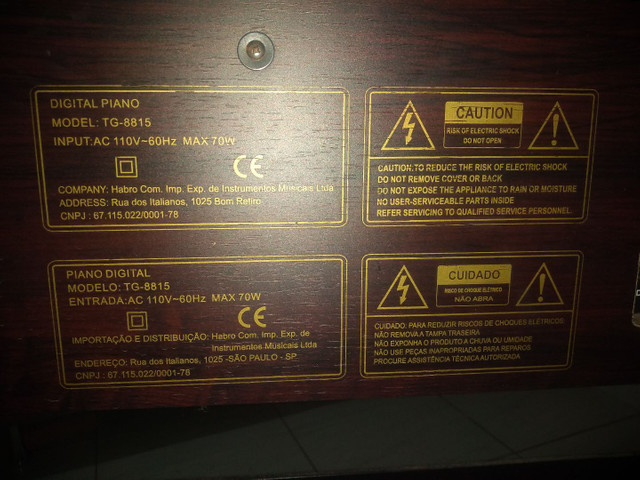 DIGITAL PIANO
MODEL: TG-8815
INPUT:AC 110V~60Hz MAX 70W
CE
COMPANY: Habro Com. Imp. Exp. de Instrumentos Musicais Ltda
ADDRESS: Rua dos Italianos, 1025 Bom Retiro
CNPJ : 67.115.022/0001-78
CAUTION
RISK OF ELECTRIC SHOCK
DO NOT OPEN
CAUTION:TO REDUCE THE RISK OF ELECTRIC SHOCK
DO NOT REMOVE COVER OR BACK
DO NOT EXPOSE THE APPLIANCE TO RAIN OR MOISTURE
NO USER-SERVICEABLE PARTS INSIDE
REFER SERVICING TO QUALIFIED SERVICE PERSONNEL.
PIANO DIGITAL
MODELO: TG-8815
ENTRADA:AC 110V~60Hz MAX 70W
CE
IMPORTAÇÃO E DISTRIBUIÇÃO: Habro Com. Imp. Exp. de
Instrumentos Músicais Ltda
ENDEREÇO: Rua dos Italianos, 1025 -SÃO PAULO - SP
CNPJ : 67.115.022/0001-78
CUIDADO
RISCO DE CHOQUE ELÉTRICO
NÃO ABRA
CUIDADO: PARA REDUZIR RISCOS DE CHOQUES ELÉTRICOS:
NÃO REMOVA A TAMPA TRASEIRA
NÃO EXPONHA O PRODUTO A CHUVA OU UMIDADE
NÃO USE PEÇAS INAPROPRIADAS PARA REPAROS
PROCURE ASSISTÊNCIA TÉCNICA AUTORIZADA